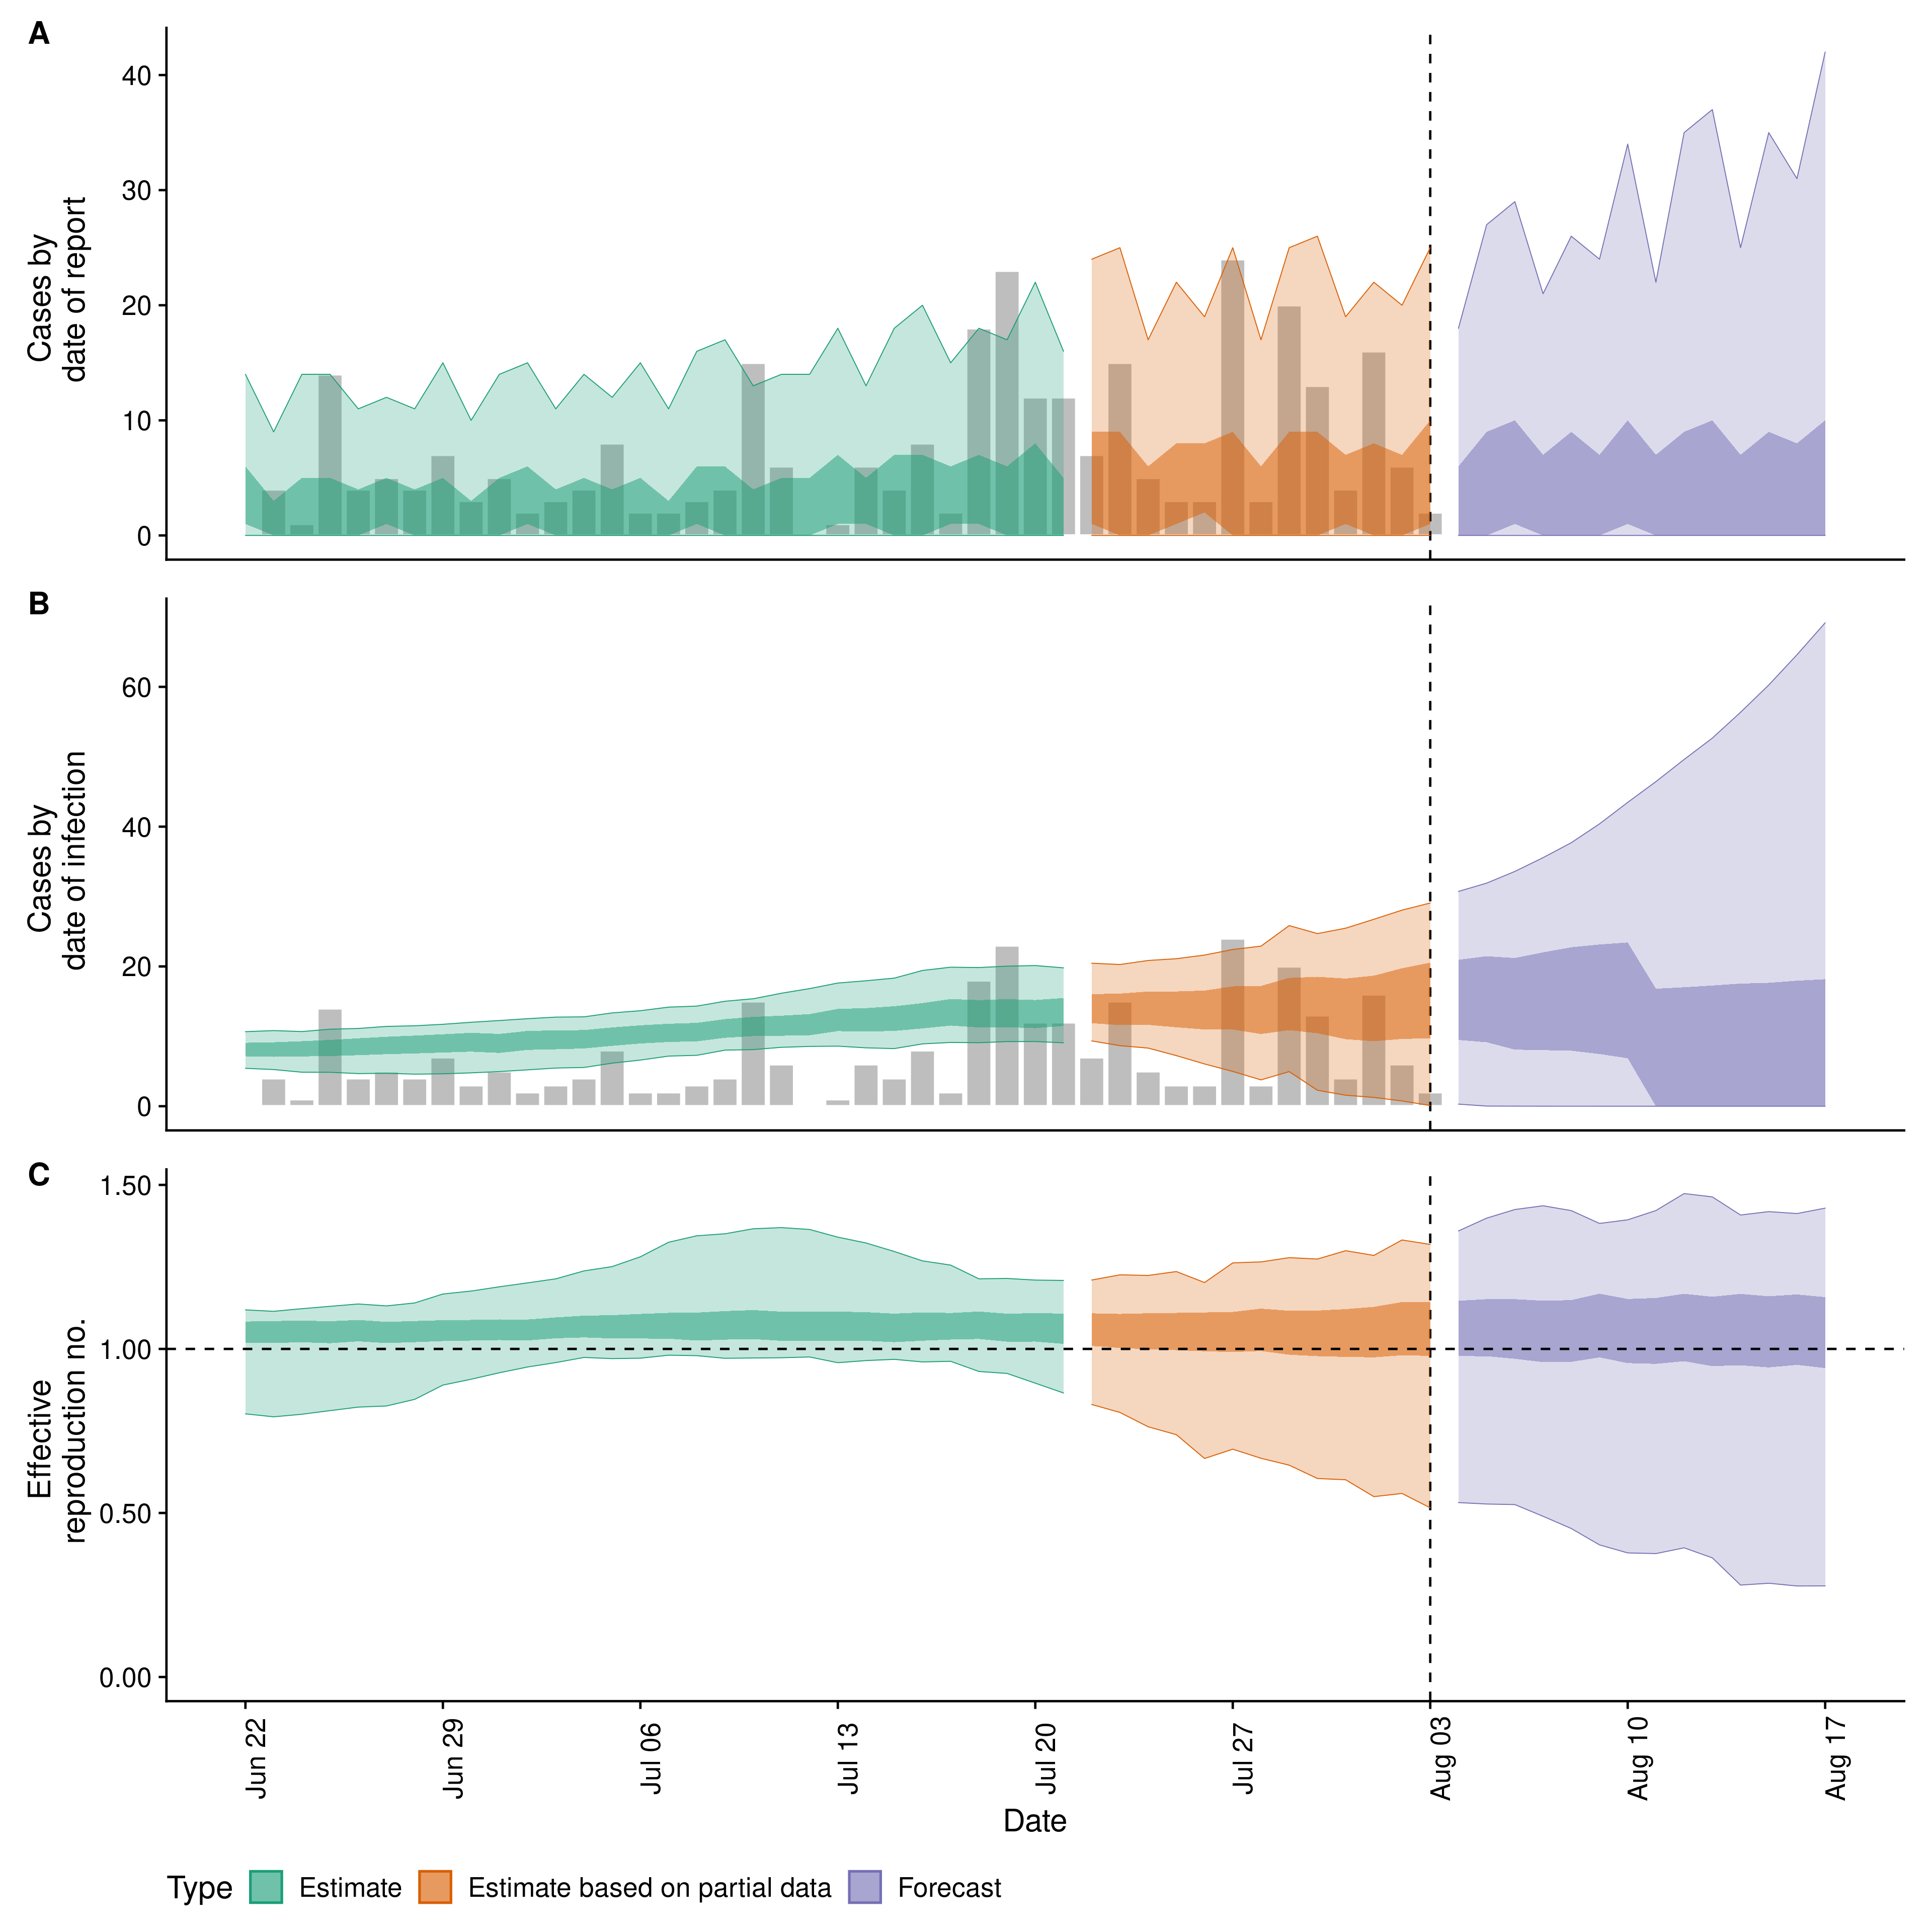 A
Cases by
date of report
40
30
20
10
0
B
Cases by
date of infection
60
40
20
0
C
Effective
reproduction no.
1.50
1.00
0.50
0.00
Jun 22
Jun 29
Jul 06
Jul 13
Jul 20
Jul 27
Aug 03
Aug 10
Aug 17
Date
Type Estimate Estimate based on partial data Forecast